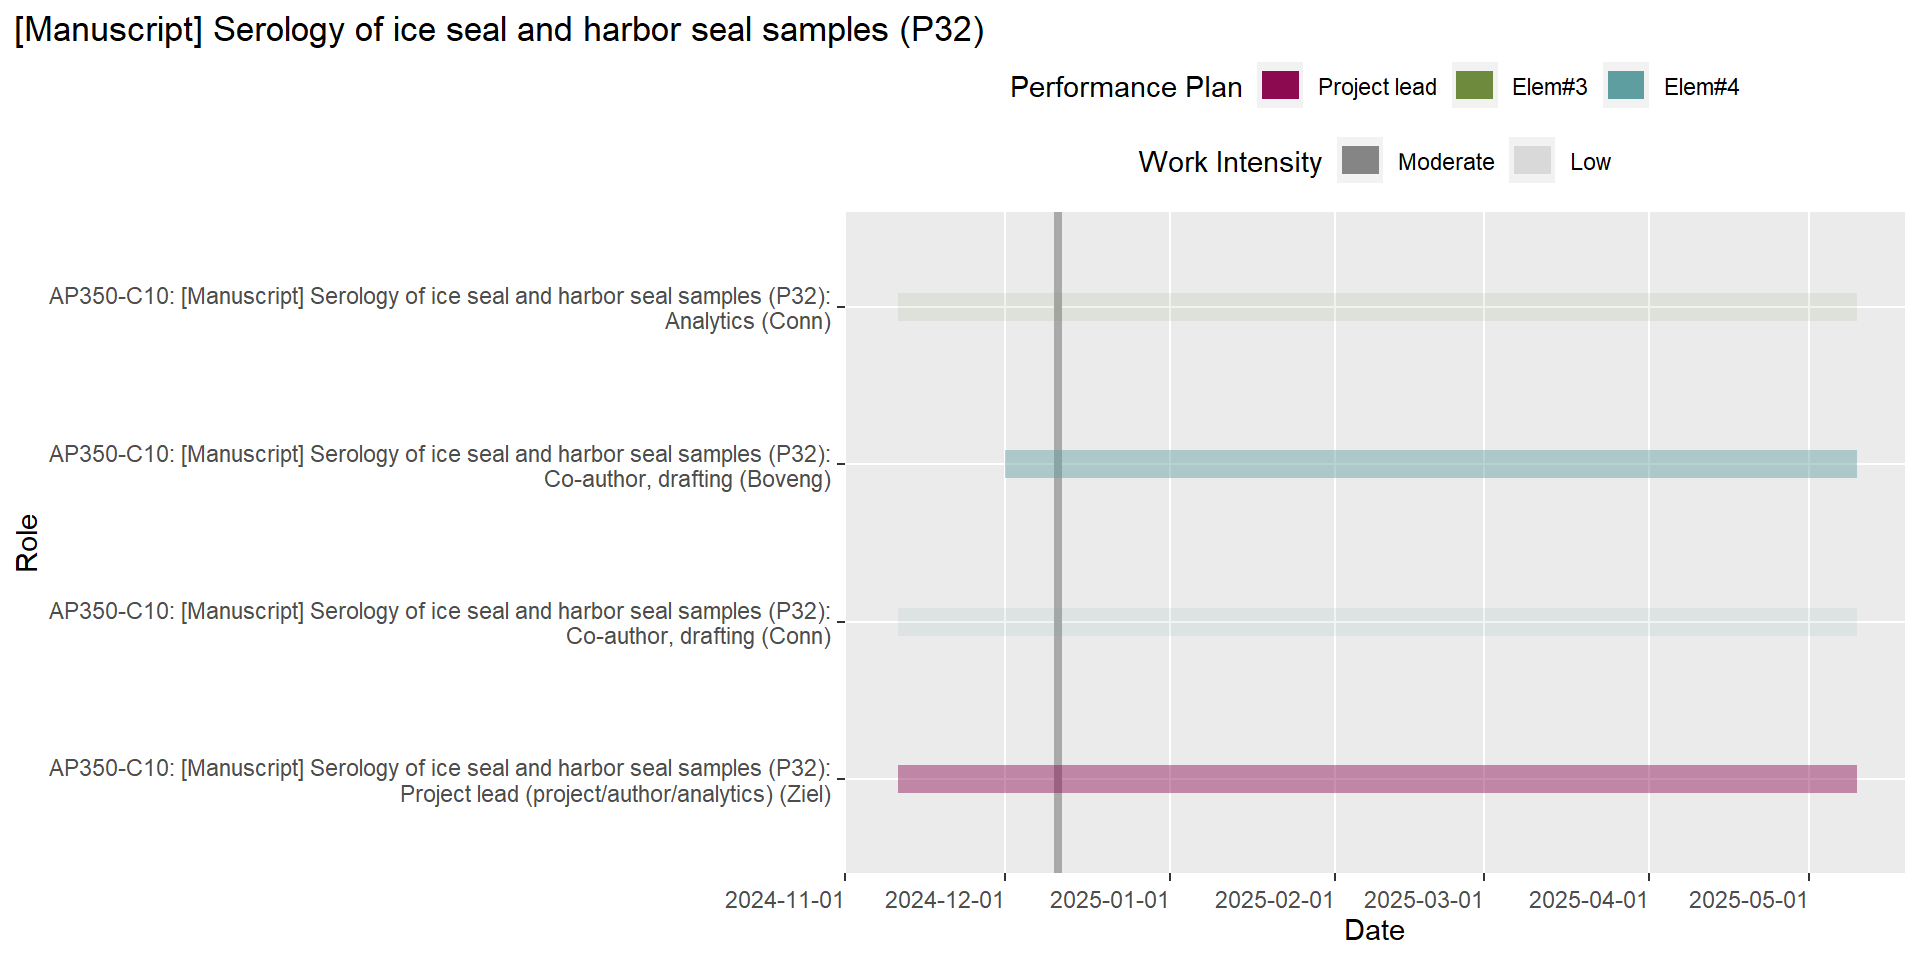 [Manuscript] Serology of ice seal and harbor seal samples (P32)
Performance Plan Project lead Elem#3 Elem#4
Work Intensity Moderate Low
AP350-C10: [Manuscript] Serology of ice seal and harbor seal samples (P32):
Analytics (Conn)
AP350-C10: [Manuscript] Serology of ice seal and harbor seal samples (P32):
Co-author, drafting (Boveng)
Role
AP350-C10: [Manuscript] Serology of ice seal and harbor seal samples (P32):
Co-author, drafting (Conn)
AP350-C10: [Manuscript] Serology of ice seal and harbor seal samples (P32):
Project lead (project/author/analytics) (Ziel)
2024-11-01 2024-12-01 2025-01-01 2025-02-01 2025-03-01 2025-04-01 2025-05-01
Date